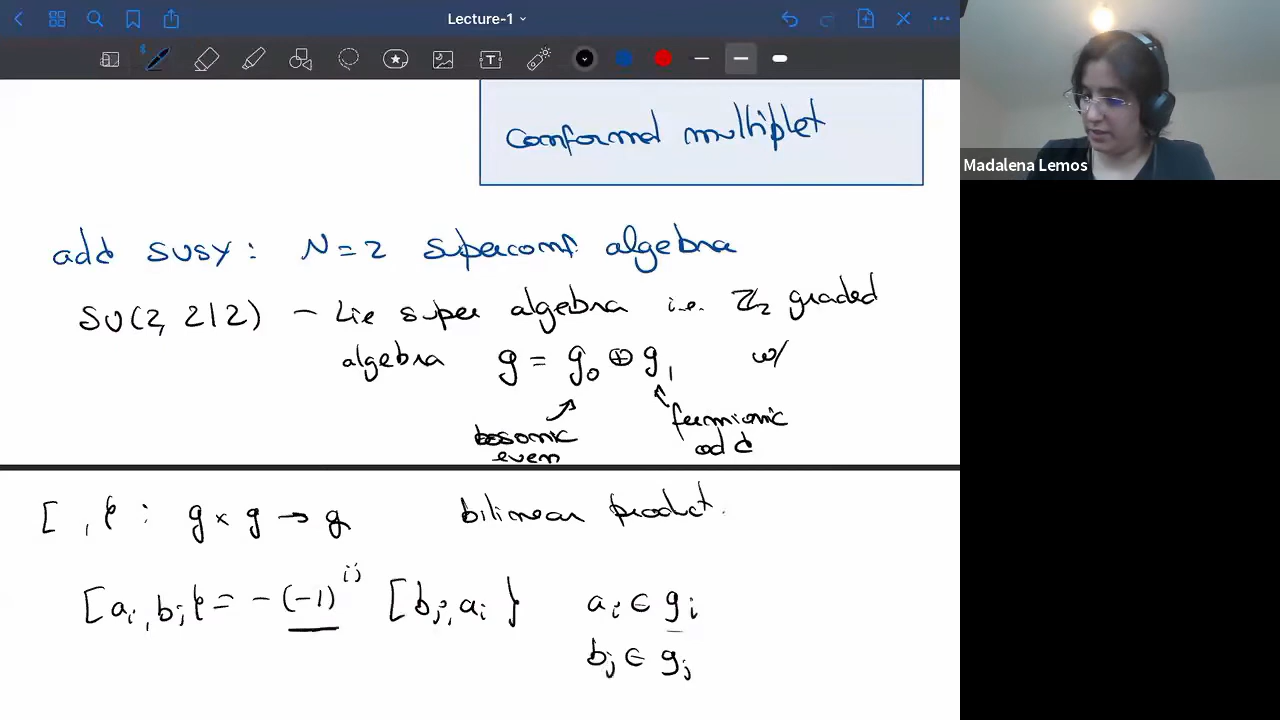 Lecture-1
Madalena Lemos
conformal multiplet
add SUSY: N=2 superconf. algebra
SU(2, 2|2) – Lie super algebra i.e. ℤ₂ graded
algebra g = g₀ ⊕ g₁ w/
bosonic even
fermionic odd
[ , } : g × g → g bilinear product.
[aᵢ, bⱼ} = -(-1)^{ij} [bⱼ, aᵢ } aᵢ ∈ gᵢ
bⱼ ∈ gⱼ